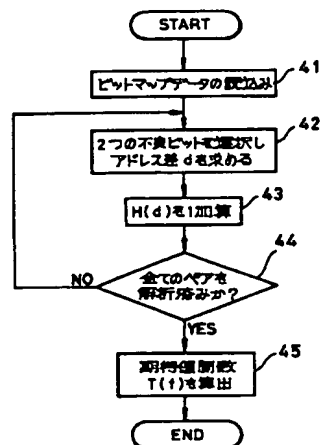 START
41
ビットマップデータの読込み
42
2つの不良ビットを選択し
アドレス差dを求める
43
H(d)を1加算
44
全てのペアを
解析済みか?
NO
YES
45
期待値関数
T(f)を算出
END